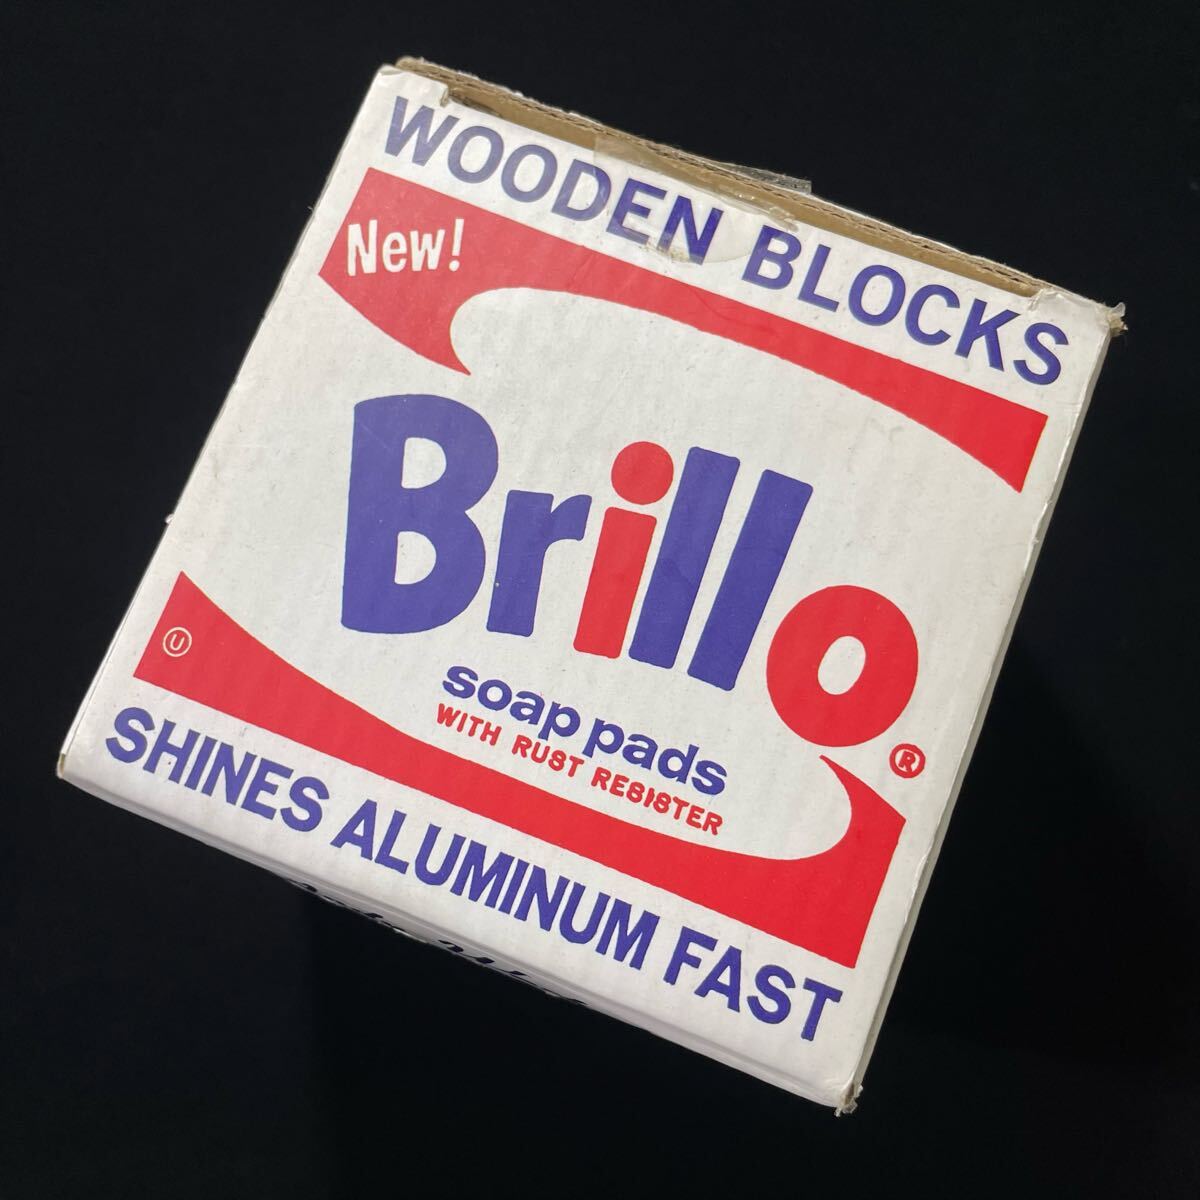 WOODEN BLOCKS
New!
Brillo®
soap pads
WITH RUST RESISTER
U
SHINES ALUMINUM FAST